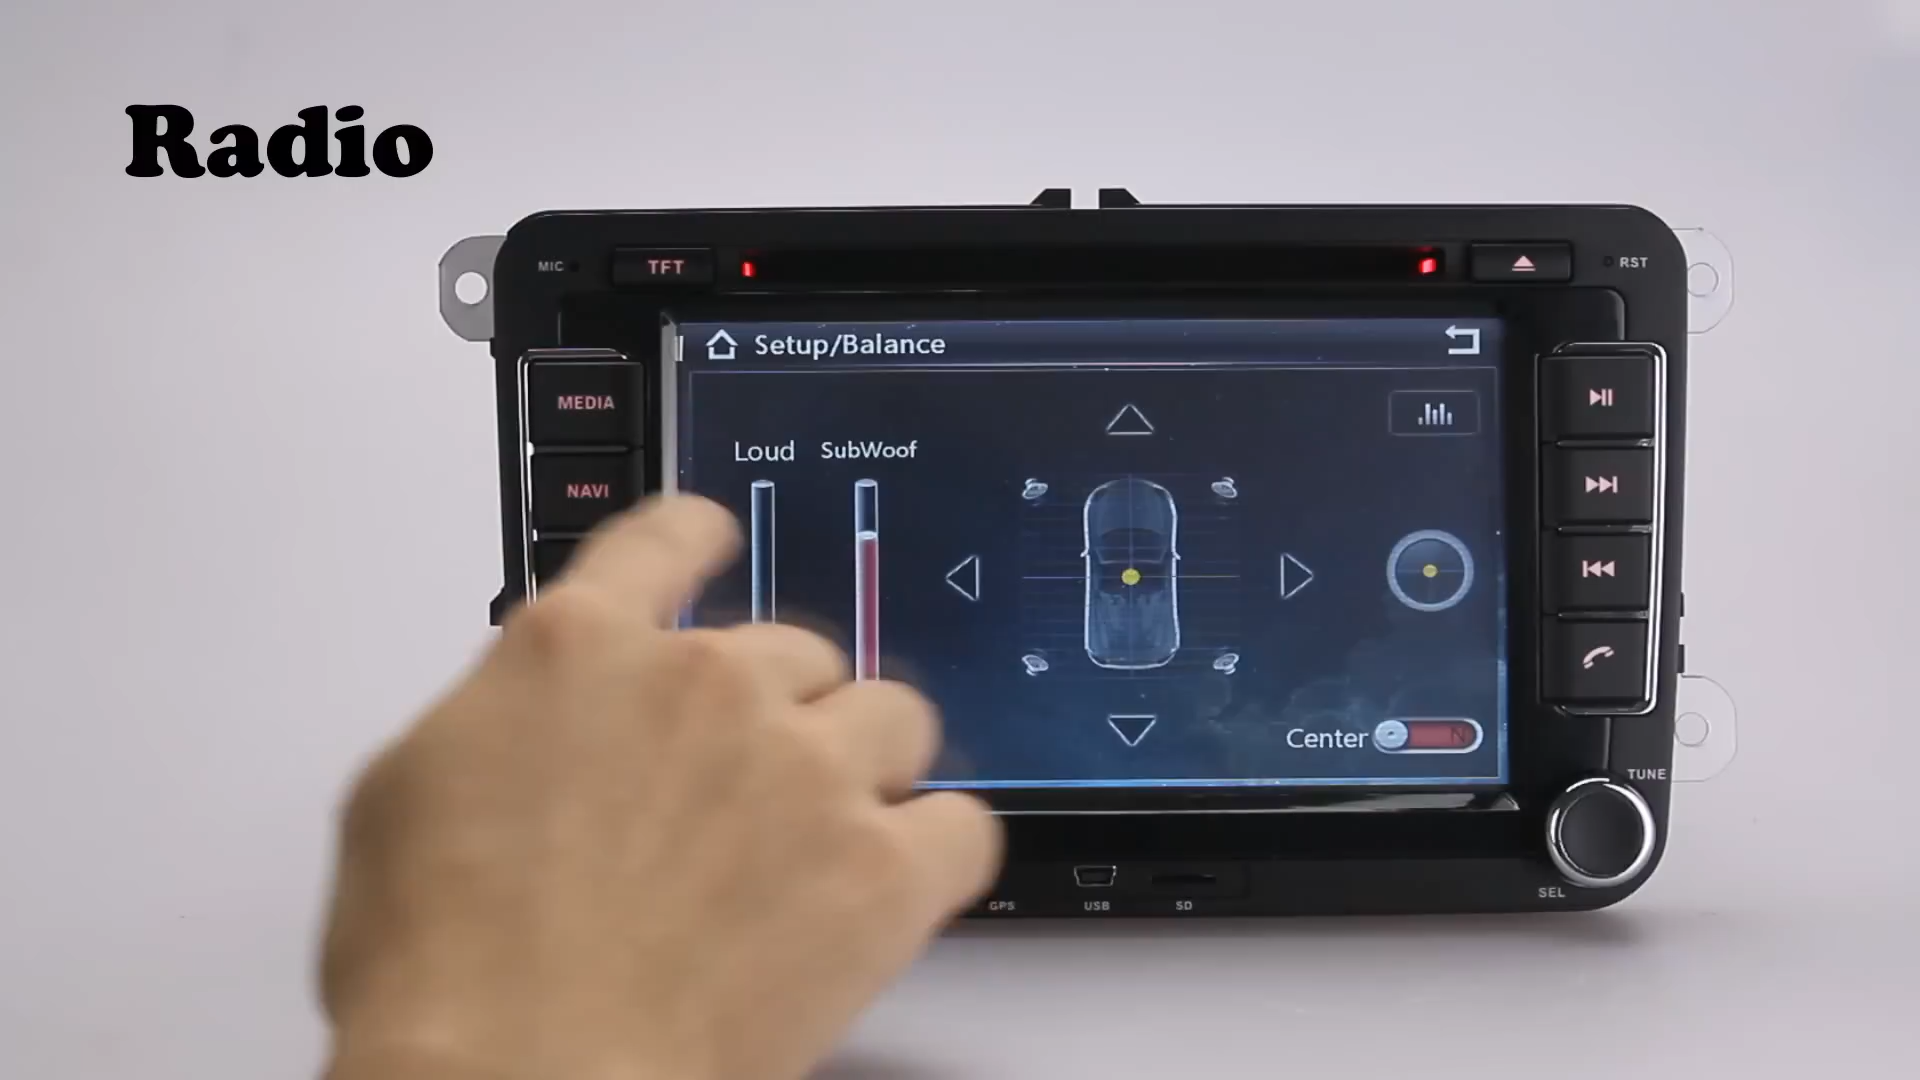 Radio
MIC
TFT
RST
Setup/Balance
MEDIA
Loud
SubWoof
NAVI
Center
N
TUNE
SEL
GPS
USB
SD